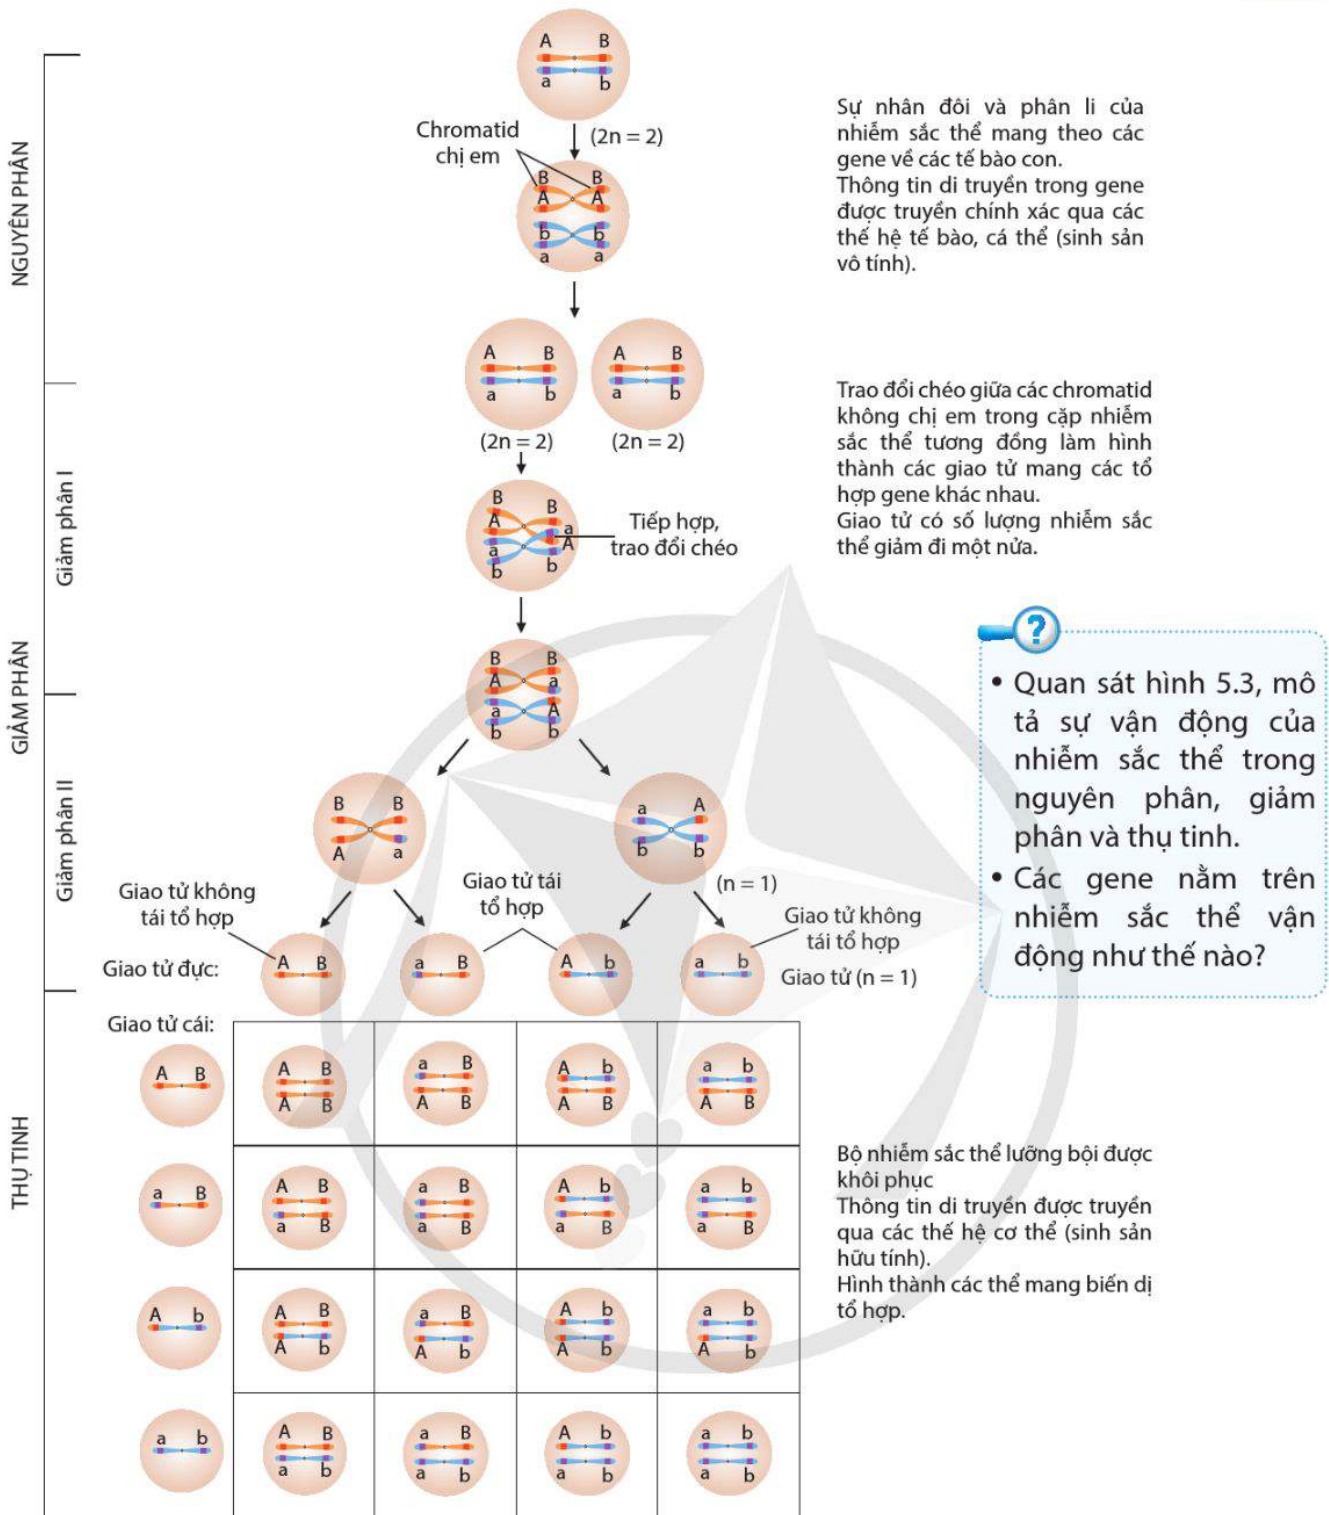 NGUYÊN PHÂN
A B
a b
(2n = 2)
Chromatid
chị em
B B
A A
b b
a a
Sự nhân đôi và phân li của
nhiễm sắc thể mang theo các
gene về các tế bào con.
Thông tin di truyền trong gene
được truyền chính xác qua các
thế hệ tế bào, cá thể (sinh sản
vô tính).
A B A B
a b a b
(2n = 2) (2n = 2)
GIẢM PHÂN
Giảm phân I
B B
A a
a A
b b
Tiếp hợp,
trao đổi chéo
Trao đổi chéo giữa các chromatid
không chị em trong cặp nhiễm
sắc thể tương đồng làm hình
thành các giao tử mang các tổ
hợp gene khác nhau.
Giao tử có số lượng nhiễm sắc
thể giảm đi một nửa.
B B
A a
a A
b b
Giảm phân II
B B a A
A a b b
(n = 1)
Giao tử không
tái tổ hợp
Giao tử tái
tổ hợp
Giao tử không
tái tổ hợp
Giao tử đực:
A B a B A b a b
Giao tử (n = 1)
?
• Quan sát hình 5.3, mô
tả sự vận động của
nhiễm sắc thể trong
nguyên phân, giảm
phân và thụ tinh.
• Các gene nằm trên
nhiễm sắc thể vận
động như thế nào?
THỤ TINH
Giao tử cái:
A B A B a B A b a b
A B A B A B A B
a B A B a B A b a b
a B a B a B a B
A b A B a B A b a b
A b A b A b A b
a b A B a B A b a b
a b a b a b a b
Bộ nhiễm sắc thể lưỡng bội được
khôi phục
Thông tin di truyền được truyền
qua các thế hệ cơ thể (sinh sản
hữu tính).
Hình thành các thể mang biến dị
tổ hợp.